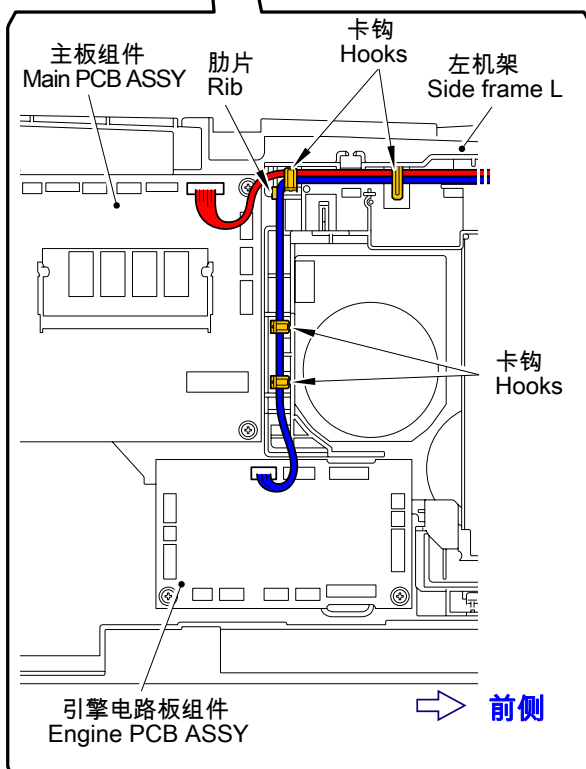 主板组件
Main PCB ASSY
肋片
Rib
卡钩
Hooks
左机架
Side frame L
卡钩
Hooks
引擎电路板组件
Engine PCB ASSY
前侧